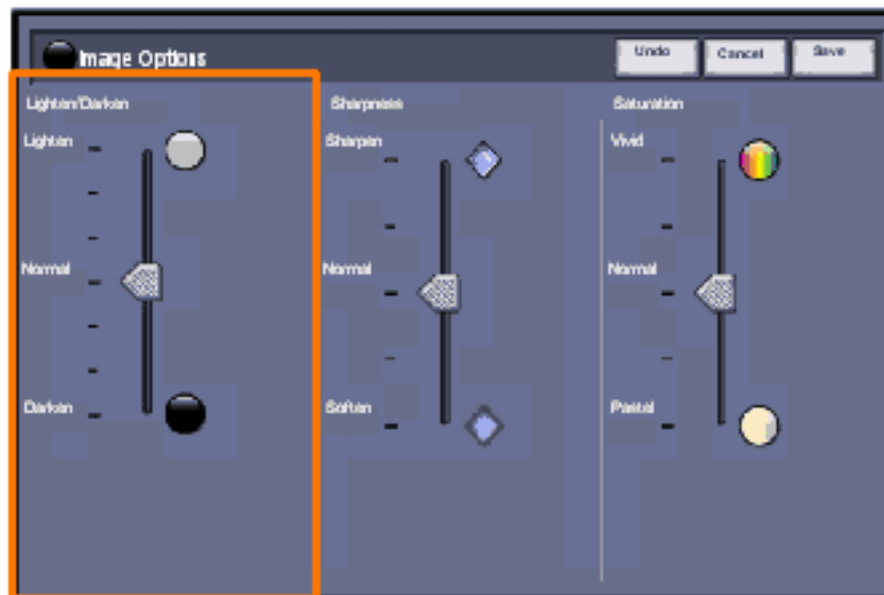 Image Options
Undo
Cancel
Save
Lighten/Darken
Lighten
Normal
Darken
Sharpness
Sharpen
Normal
Soften
Saturation
Vivid
Normal
Pastel